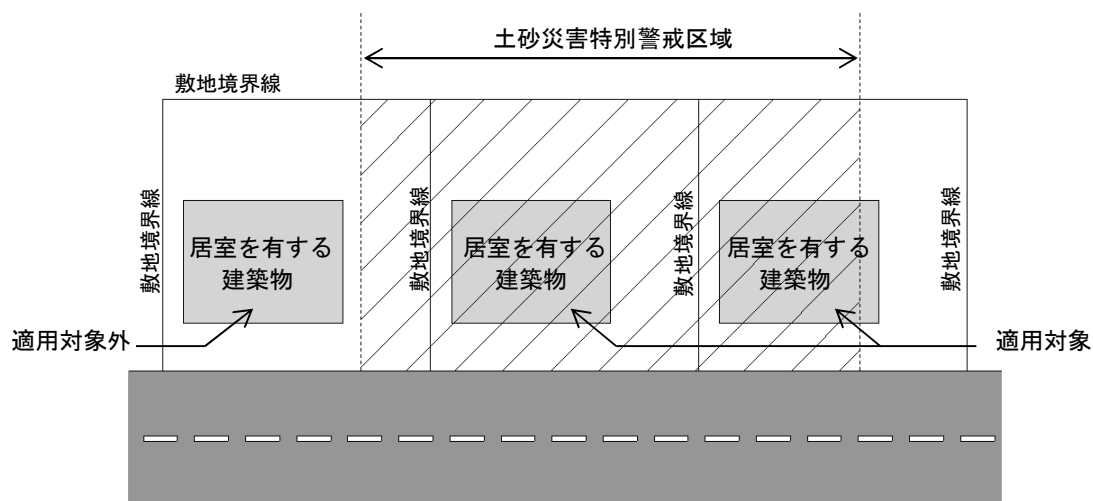 土砂災害特別警戒区域
敷地境界線
敷地境界線
居室を有する
建築物
敷地境界線
居室を有する
建築物
敷地境界線
居室を有する
建築物
敷地境界線
適用対象外
適用対象